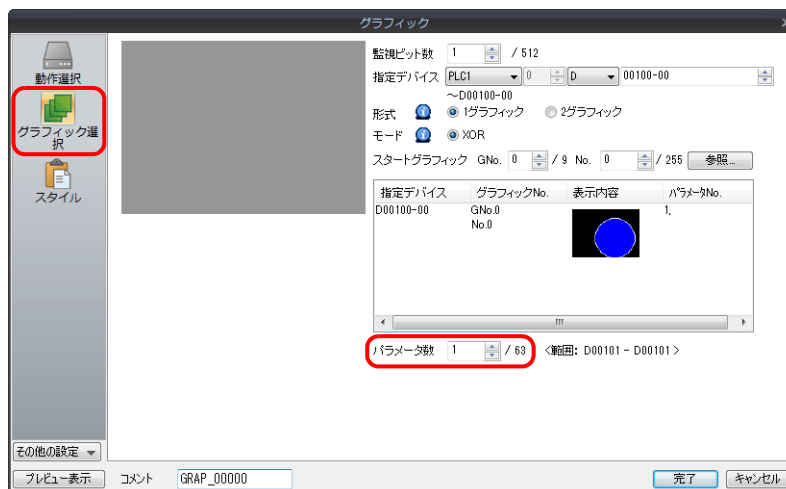 グラフィック
動作選択
グラフィック選
択
スタイル
その他の設定
監視ビット数 1 / 512
指定デバイス PLC1 0 D 00100-00
～D00100-00
形式 1グラフィック 2グラフィック
モード XOR
スタートグラフィック GNo. 0 / 9 No. 0 / 255 参照...
指定デバイス グラフィックNo. 表示内容 パラメータNo.
D00100-00 GNo.0 1.
No.0
パラメータ数 1 / 63 <範囲: D00101 - D00101 >
プレビュー表示 コメント GRAP_00000 完了 キャンセル